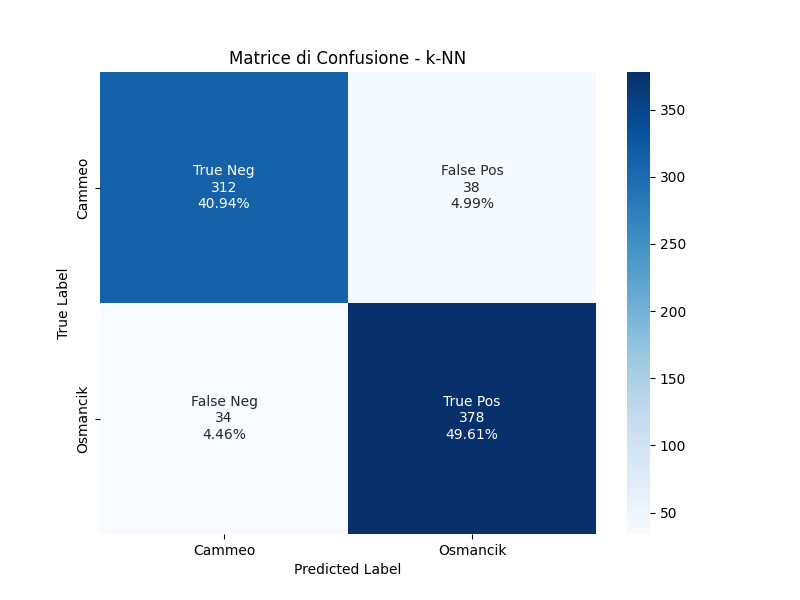 Matrice di Confusione - k-NN
True Label
Cammeo
Osmancik
True Neg
312
40.94%
False Pos
38
4.99%
False Neg
34
4.46%
True Pos
378
49.61%
Cammeo
Osmancik
Predicted Label
350
300
250
200
150
100
50